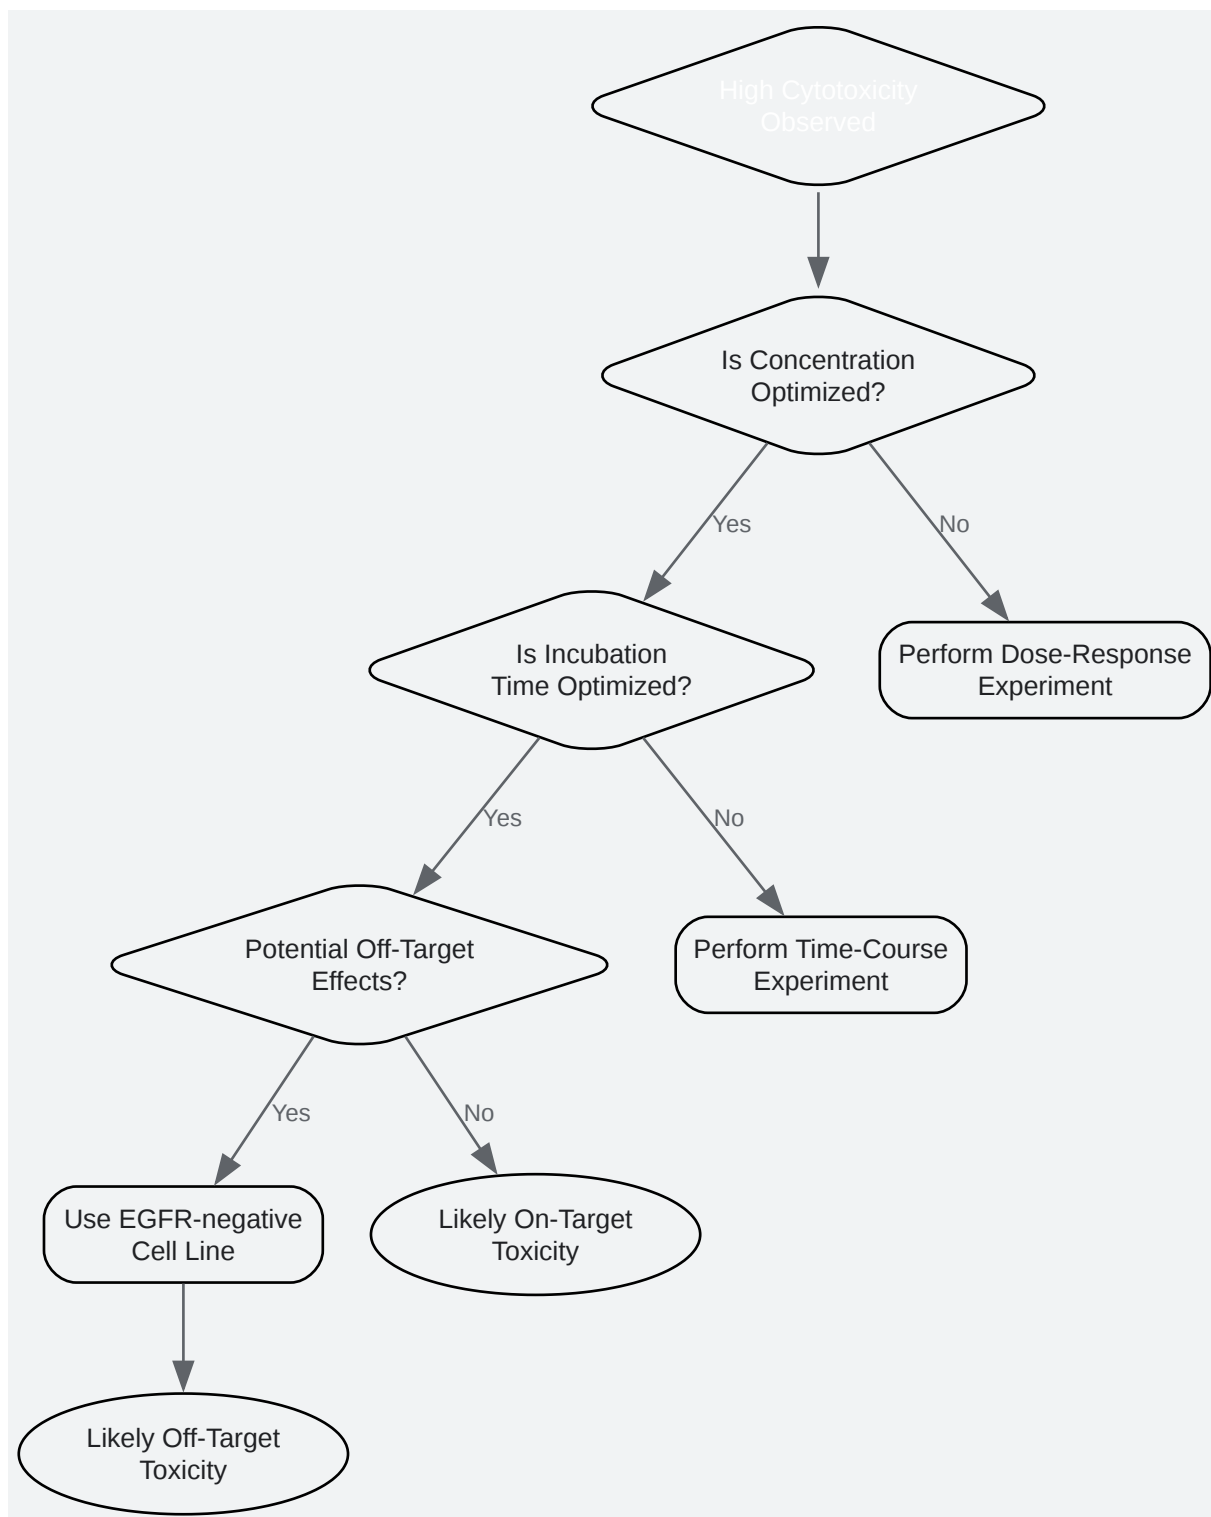 High Cytotoxicity
Observed
Is Concentration
Optimized?
Yes
No
Is Incubation
Time Optimized?
Perform Dose-Response
Experiment
Yes
No
Potential Off-Target
Effects?
Perform Time-Course
Experiment
Yes
No
Use EGFR-negative
Cell Line
Likely On-Target
Toxicity
Likely Off-Target
Toxicity